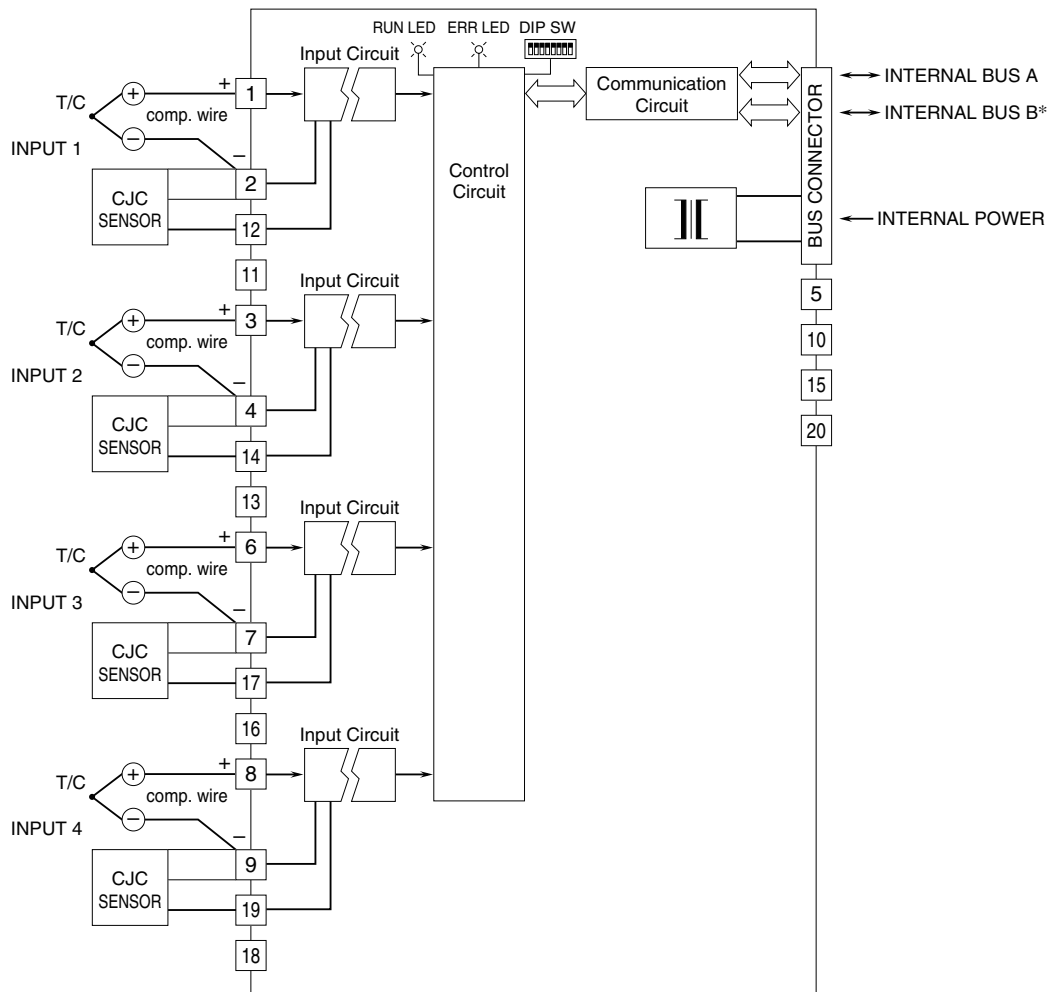 RUN LED ERR LED DIP SW
Input Circuit
T/C
+
−
+
−
comp. wire
INPUT 1
1
2
12
11
CJC
SENSOR
Input Circuit
T/C
+
−
+
−
comp. wire
INPUT 2
3
4
14
13
CJC
SENSOR
Input Circuit
T/C
+
−
+
−
comp. wire
INPUT 3
6
7
17
16
CJC
SENSOR
Input Circuit
T/C
+
−
+
−
comp. wire
INPUT 4
8
9
19
18
CJC
SENSOR
Control
Circuit
Communication
Circuit
BUS CONNECTOR
INTERNAL BUS A
INTERNAL BUS B*
INTERNAL POWER
5
10
15
20